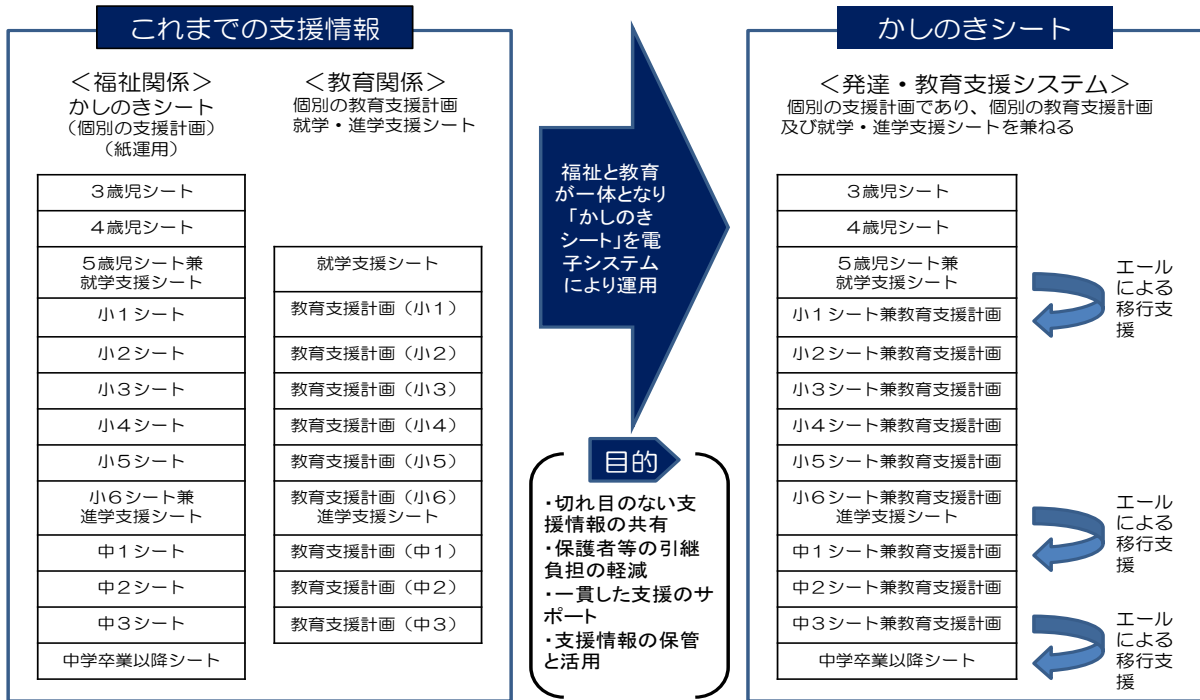 これまでの支援情報
＜福祉関係＞
かしのきシート
（個別の支援計画）
（紙運用）
３歳児シート
４歳児シート
５歳児シート兼
就学支援シート
小１シート
小２シート
小３シート
小４シート
小５シート
小６シート兼
進学支援シート
中１シート
中２シート
中３シート
中学卒業以降シート
＜教育関係＞
個別の教育支援計画
就学・進学支援シート
就学支援シート
教育支援計画（小１）
教育支援計画（小２）
教育支援計画（小３）
教育支援計画（小４）
教育支援計画（小５）
教育支援計画（小６）
進学支援シート
教育支援計画（中１）
教育支援計画（中２）
教育支援計画（中３）
福祉と教育
が一体となり
「かしのき
シート」を電
子システム
により運用
目的
・切れ目のない支
援情報の共有
・保護者等の引継
負担の軽減
・一貫した支援のサ
ポート
・支援情報の保管
と活用
かしのきシート
＜発達・教育支援システム＞
個別の支援計画であり、個別の教育支援計画
及び就学・進学支援シートを兼ねる
３歳児シート
４歳児シート
５歳児シート兼
就学支援シート
小１シート兼教育支援計画
小２シート兼教育支援計画
小３シート兼教育支援計画
小４シート兼教育支援計画
小５シート兼教育支援計画
小６シート兼教育支援計画
進学支援シート
中１シート兼教育支援計画
中２シート兼教育支援計画
中３シート兼教育支援計画
中学卒業以降シート
エール
による
移行支
援
エール
による
移行支
援
エール
による
移行支
援